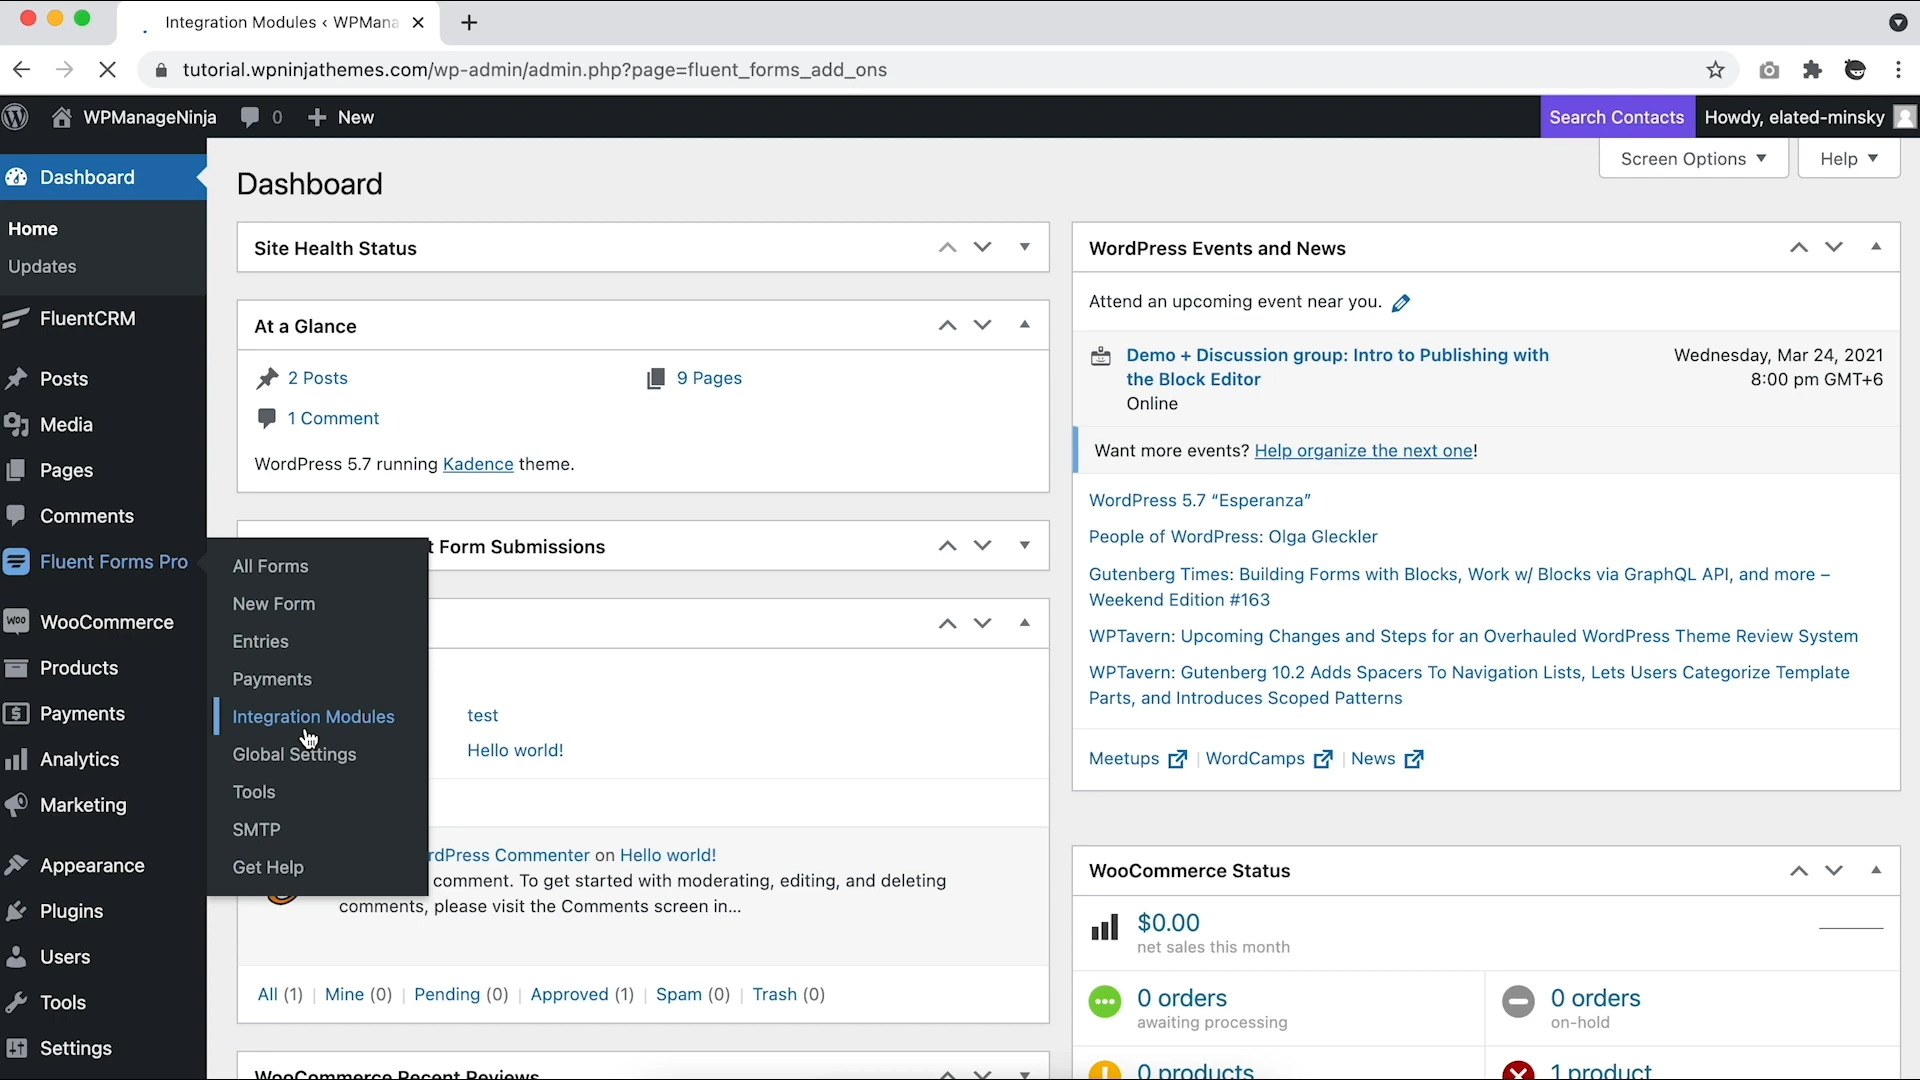 Integration Modules ‹ WPMana
tutorial.wpninjathemes.com/wp-admin/admin.php?page=fluent_forms_add_ons
WPManageNinja
0
New
Search Contacts
Howdy, elated-minsky
Dashboard
Home
Updates
FluentCRM
Posts
Media
Pages
Comments
Fluent Forms Pro
WOO
WooCommerce
Products
Payments
Analytics
Marketing
Appearance
Plugins
Users
Tools
Settings
All Forms
New Form
Entries
Payments
Integration Modules
Global Settings
Tools
SMTP
Get Help
Screen Options
Help
Dashboard
Site Health Status
At a Glance
2 Posts
9 Pages
1 Comment
WordPress 5.7 running Kadence theme.
t Form Submissions
test
Hello world!
rdPress Commenter on Hello world!
comment. To get started with moderating, editing, and deleting
comments, please visit the Comments screen in...
All (1) | Mine (0) | Pending (0) | Approved (1) | Spam (0) | Trash (0)
WooCommerce Recent Reviews
WordPress Events and News
Attend an upcoming event near you.
Demo + Discussion group: Intro to Publishing with
the Block Editor
Online
Wednesday, Mar 24, 2021
8:00 pm GMT+6
Want more events? Help organize the next one!
WordPress 5.7 “Esperanza”
People of WordPress: Olga Gleckler
Gutenberg Times: Building Forms with Blocks, Work w/ Blocks via GraphQL API, and more –
Weekend Edition #163
WPTavern: Upcoming Changes and Steps for an Overhauled WordPress Theme Review System
WPTavern: Gutenberg 10.2 Adds Spacers To Navigation Lists, Lets Users Categorize Template
Parts, and Introduces Scoped Patterns
Meetups | WordCamps | News
WooCommerce Status
$0.00
net sales this month
0 orders
awaiting processing
0 orders
on-hold
0 products
1 product